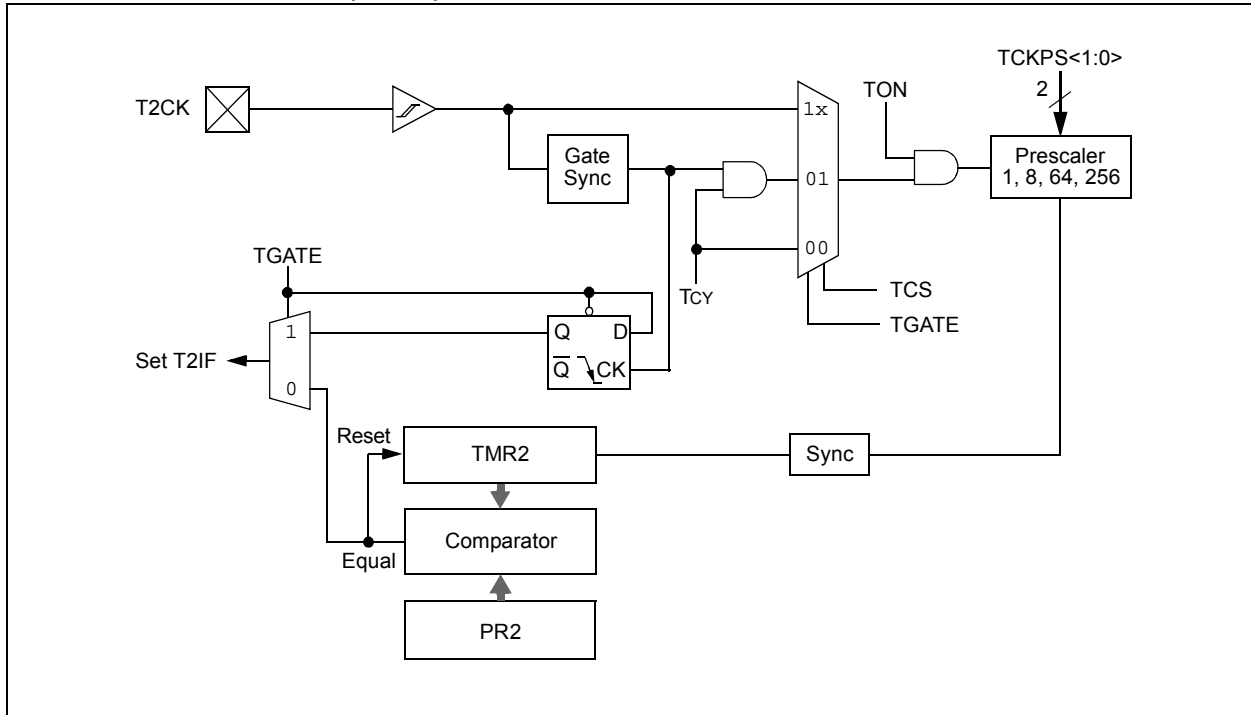 TCKPS<1:0>
2
T2CK
TON
1x
Gate
Sync
Prescaler
1, 8, 64, 256
01
00
TGATE
TCY
TCS
TGATE
1
Q
D
Set T2IF
Q
CK
0
Reset
TMR2
Sync
Comparator
Equal
PR2